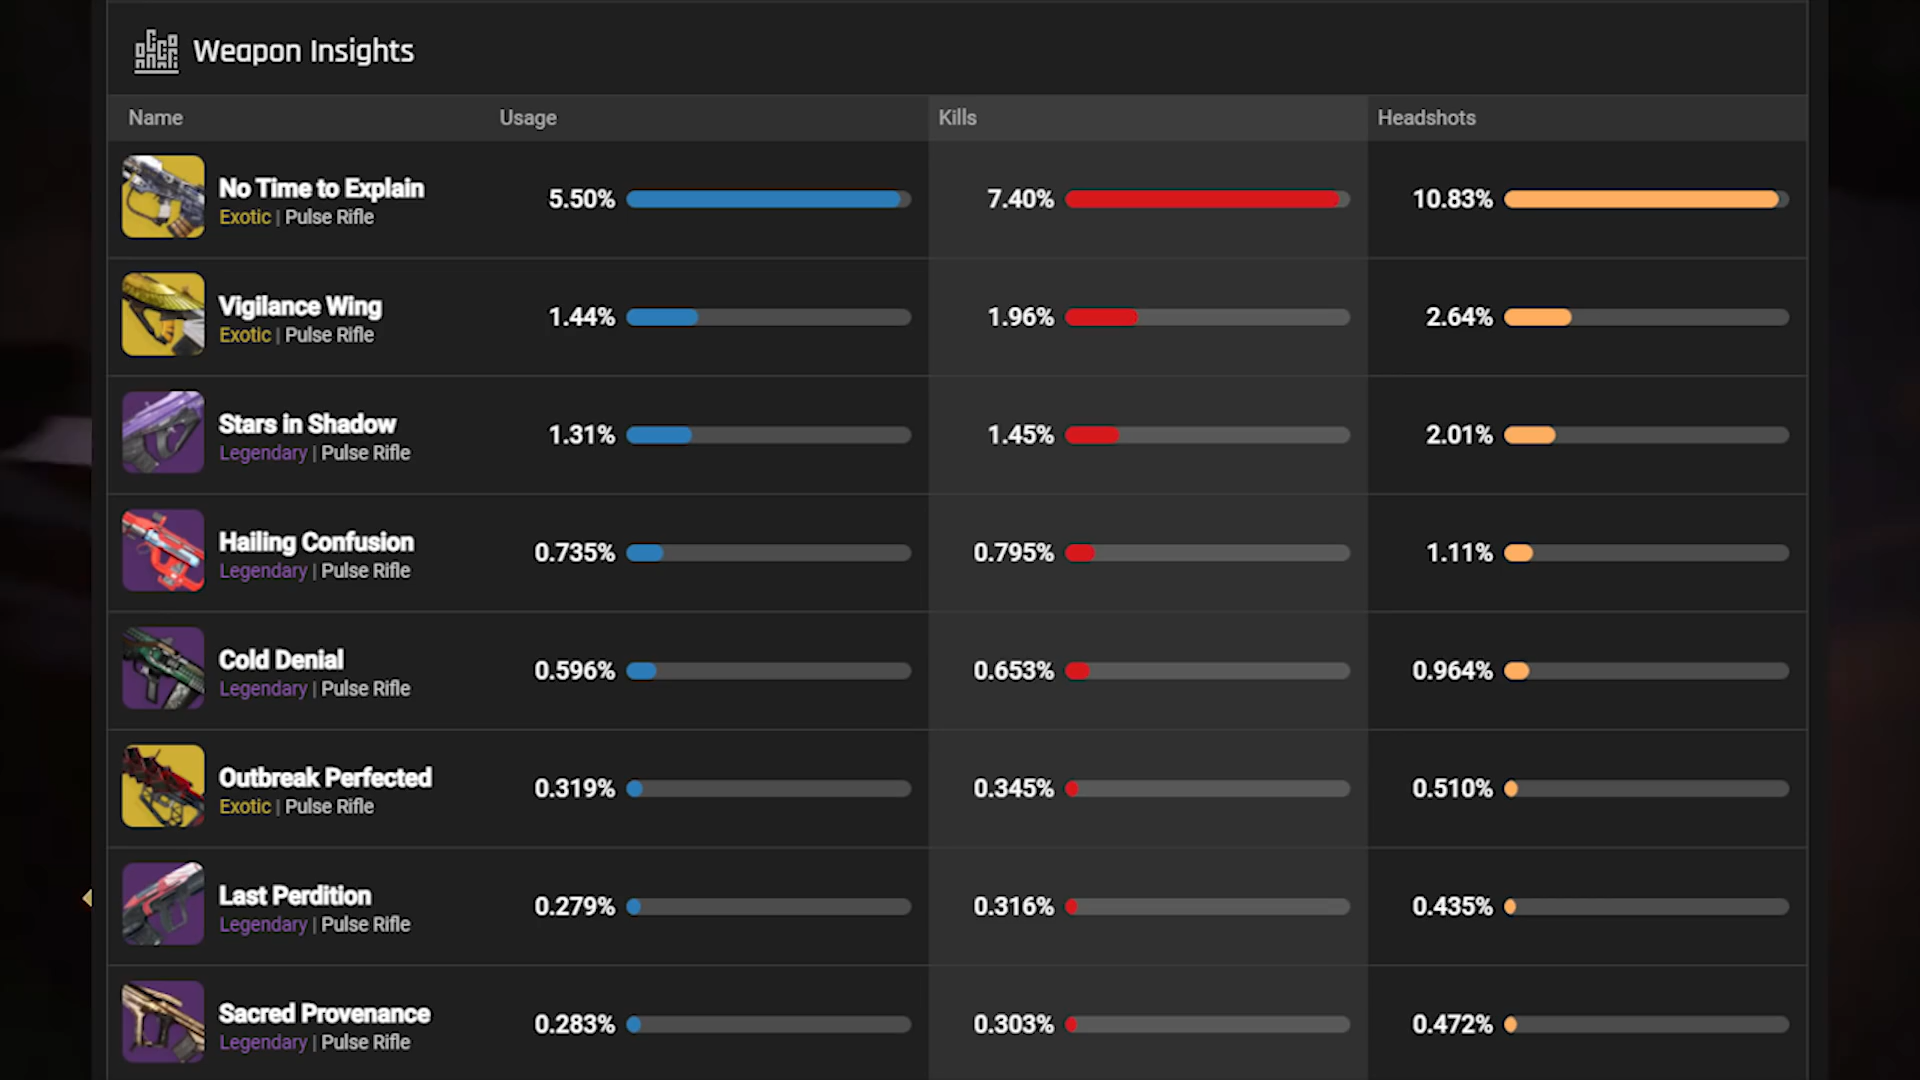 Weapon Insights
Name Usage Kills Headshots
No Time to Explain
Exotic | Pulse Rifle
5.50% 7.40% 10.83%
Vigilance Wing
Exotic | Pulse Rifle
1.44% 1.96% 2.64%
Stars in Shadow
Legendary | Pulse Rifle
1.31% 1.45% 2.01%
Hailing Confusion
Legendary | Pulse Rifle
0.735% 0.795% 1.11%
Cold Denial
Legendary | Pulse Rifle
0.596% 0.653% 0.964%
Outbreak Perfected
Exotic | Pulse Rifle
0.319% 0.345% 0.510%
Last Perdition
Legendary | Pulse Rifle
0.279% 0.316% 0.435%
Sacred Provenance
Legendary | Pulse Rifle
0.283% 0.303% 0.472%